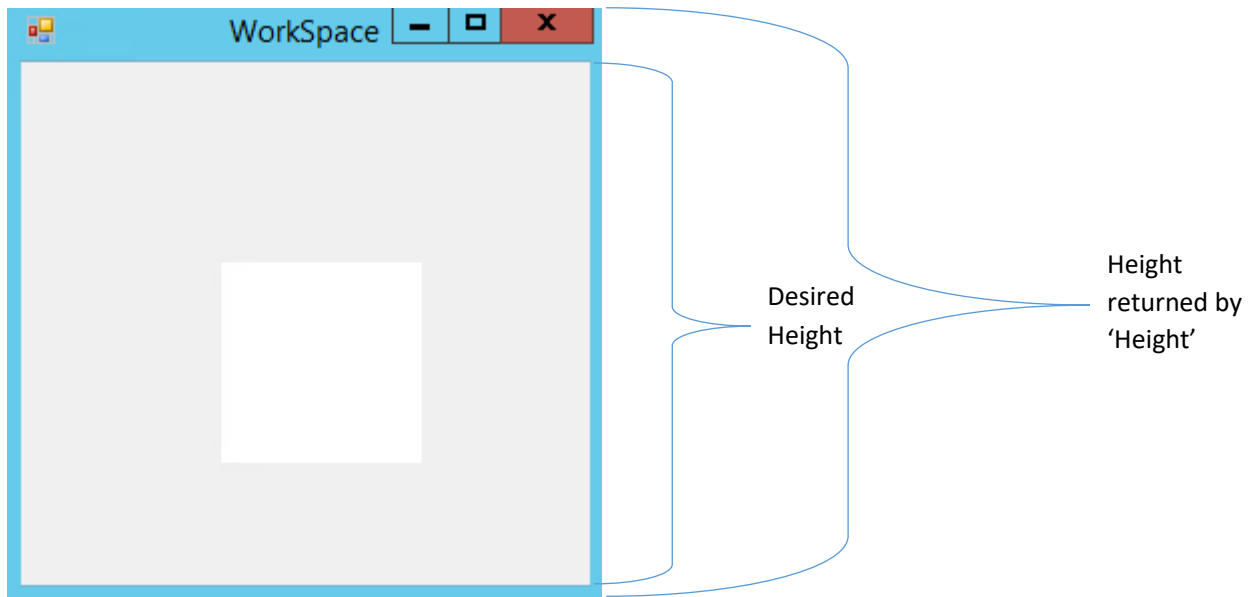 WorkSpace
Desired
Height
Height
returned by
‘Height’